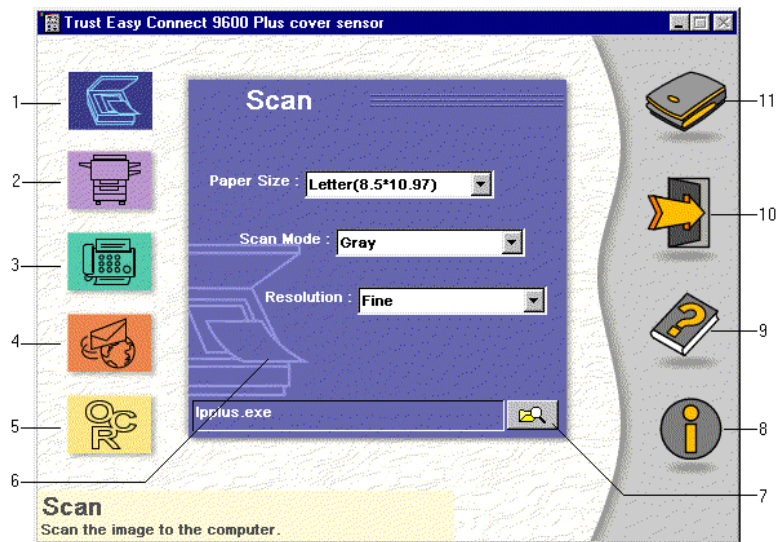 Trust Easy Connect 9600 Plus cover sensor
1
2
3
4
5
6
Scan
Paper Size : Letter(8.5*10.97)
Scan Mode : Gray
Resolution : Fine
Ippius.exe
OCR
?
i
11
10
9
8
7
Scan
Scan the image to the computer.